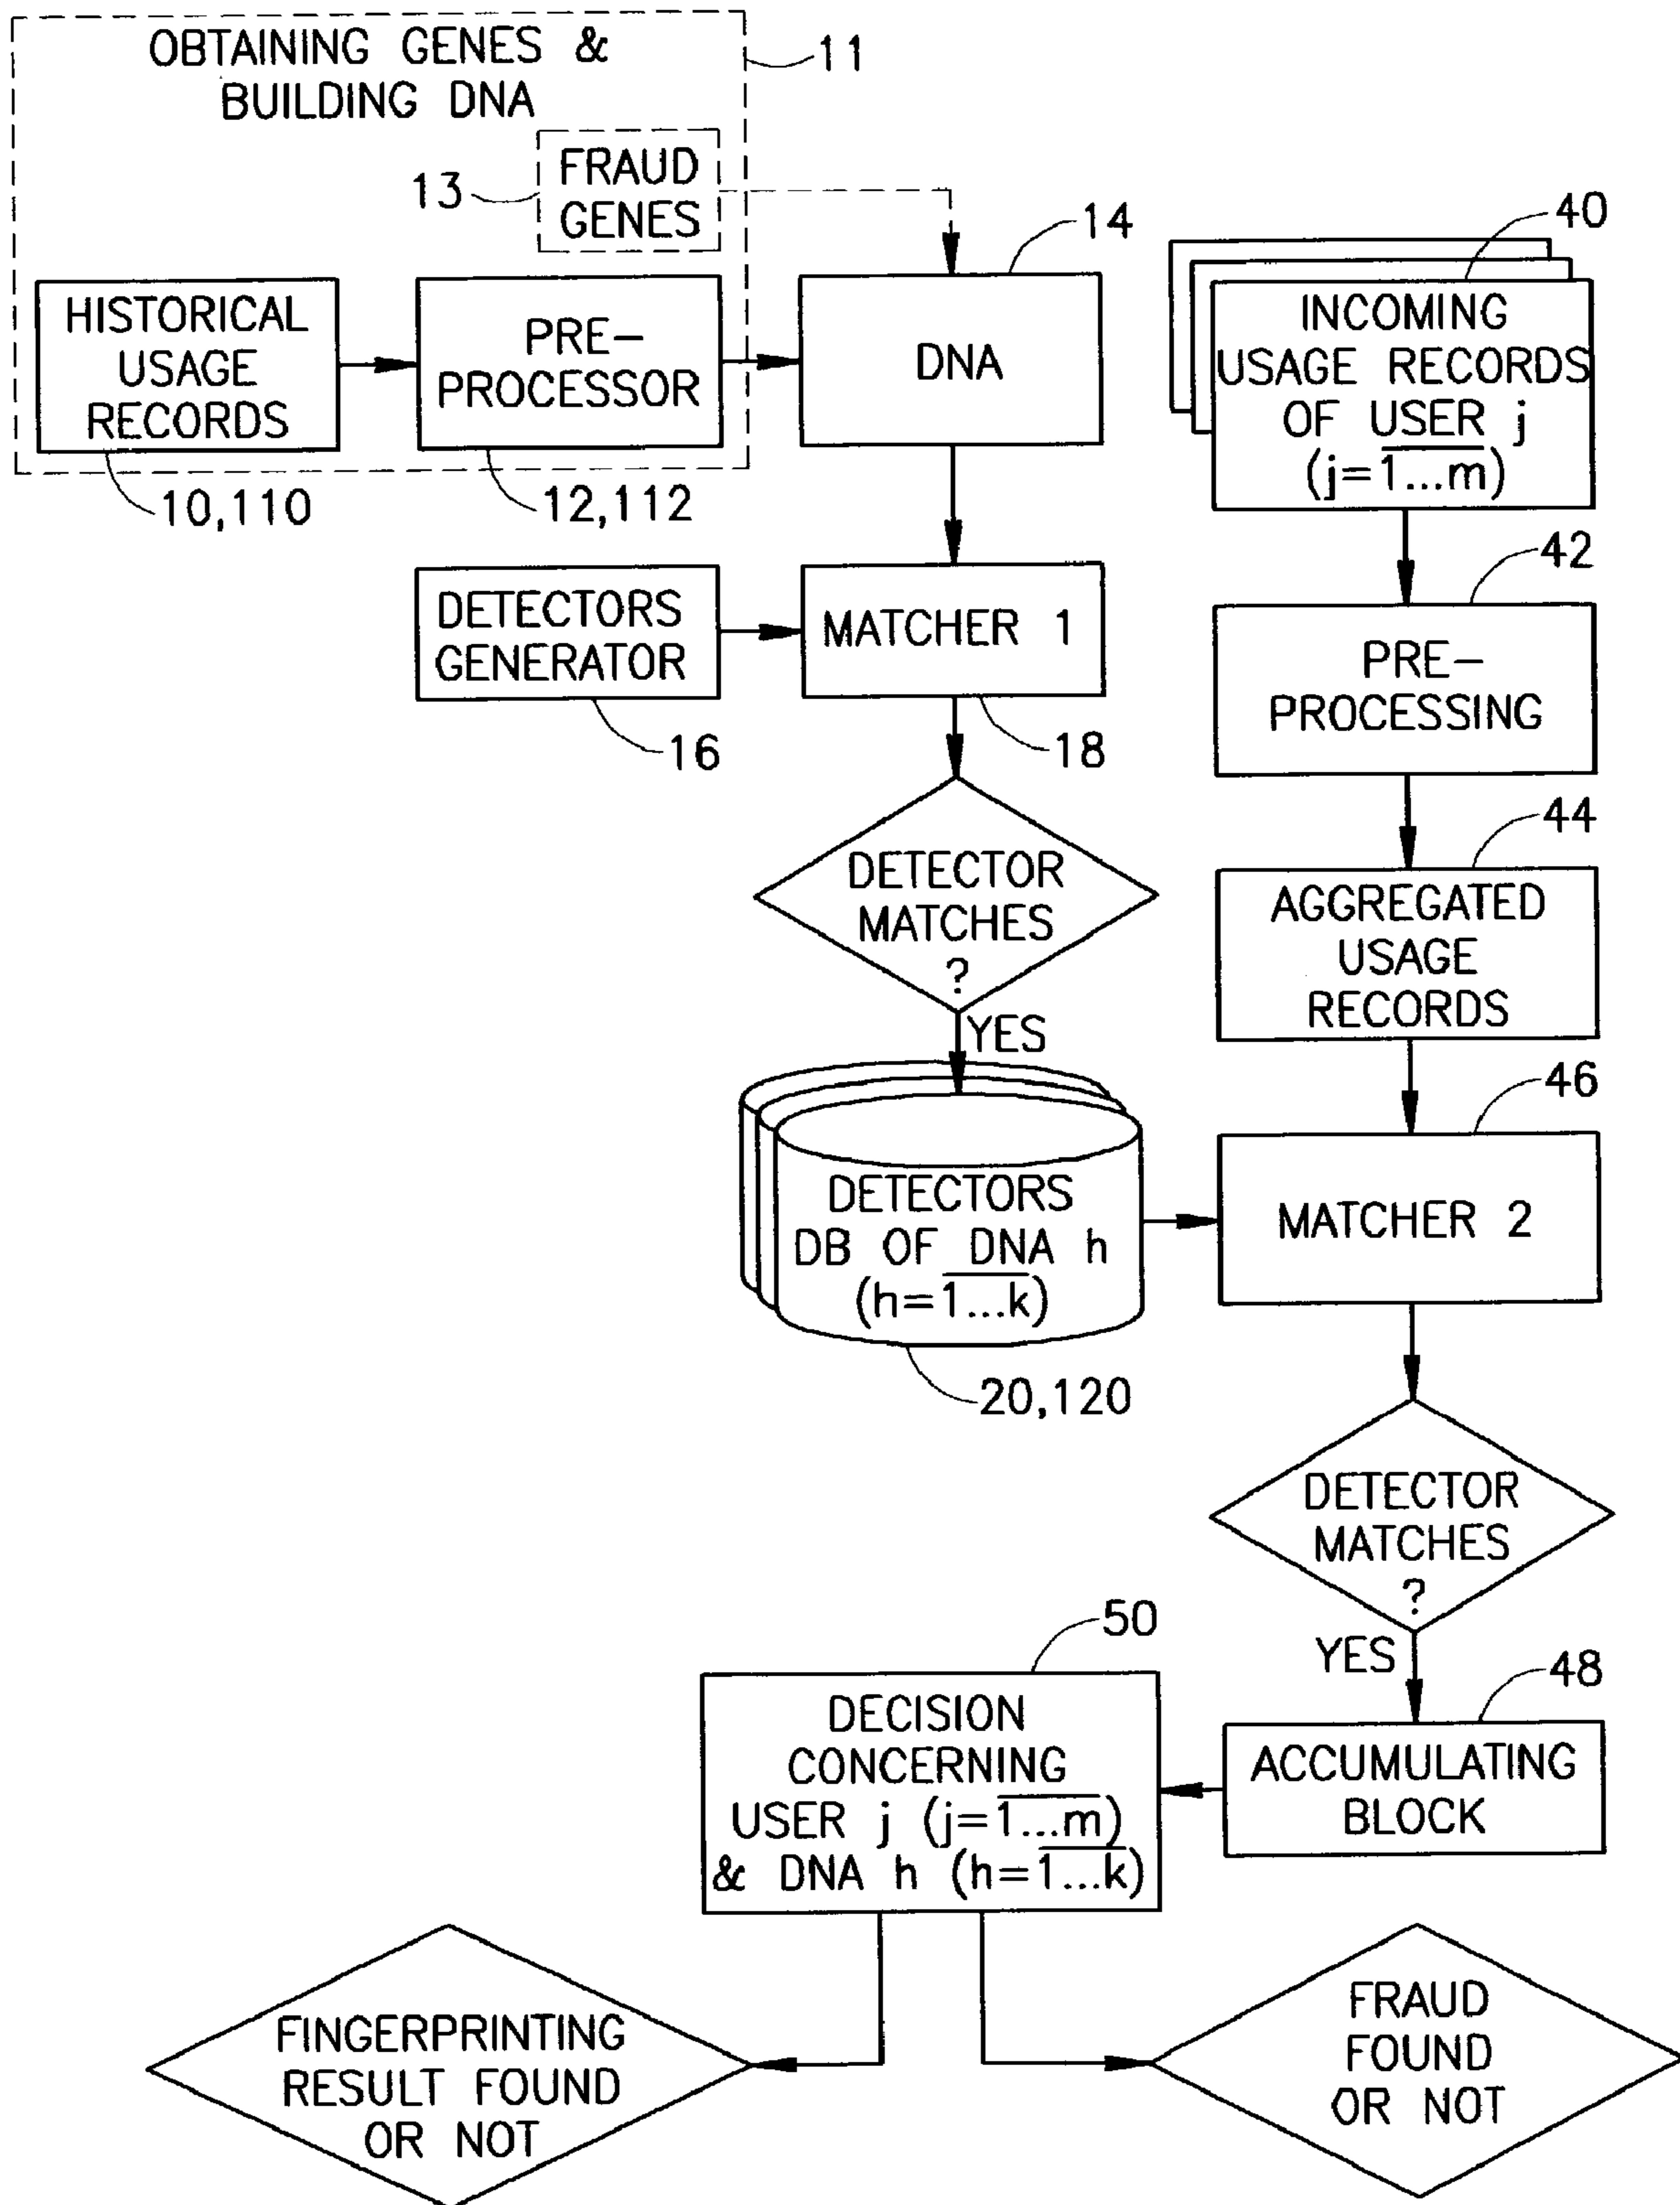 OBTAINING GENES &
BUILDING DNA
11
FRAUD
GENES
13
14
40
HISTORICAL
USAGE
RECORDS
PRE-
PROCESSOR
DNA
INCOMING
USAGE RECORDS
OF USER j
(j=1...m)
10,110
12,112
42
DETECTORS
GENERATOR
MATCHER 1
PRE-
PROCESSING
16
18
44
DETECTOR
MATCHES
?
AGGREGATED
USAGE
RECORDS
YES
46
DETECTORS
DB OF DNA h
(h=1...k)
MATCHER 2
20,120
DETECTOR
MATCHES
?
YES
50
48
DECISION
CONCERNING
USER j (j=1...m)
& DNA h (h=1...k)
ACCUMULATING
BLOCK
FINGERPRINTING
RESULT FOUND
OR NOT
FRAUD
FOUND
OR NOT